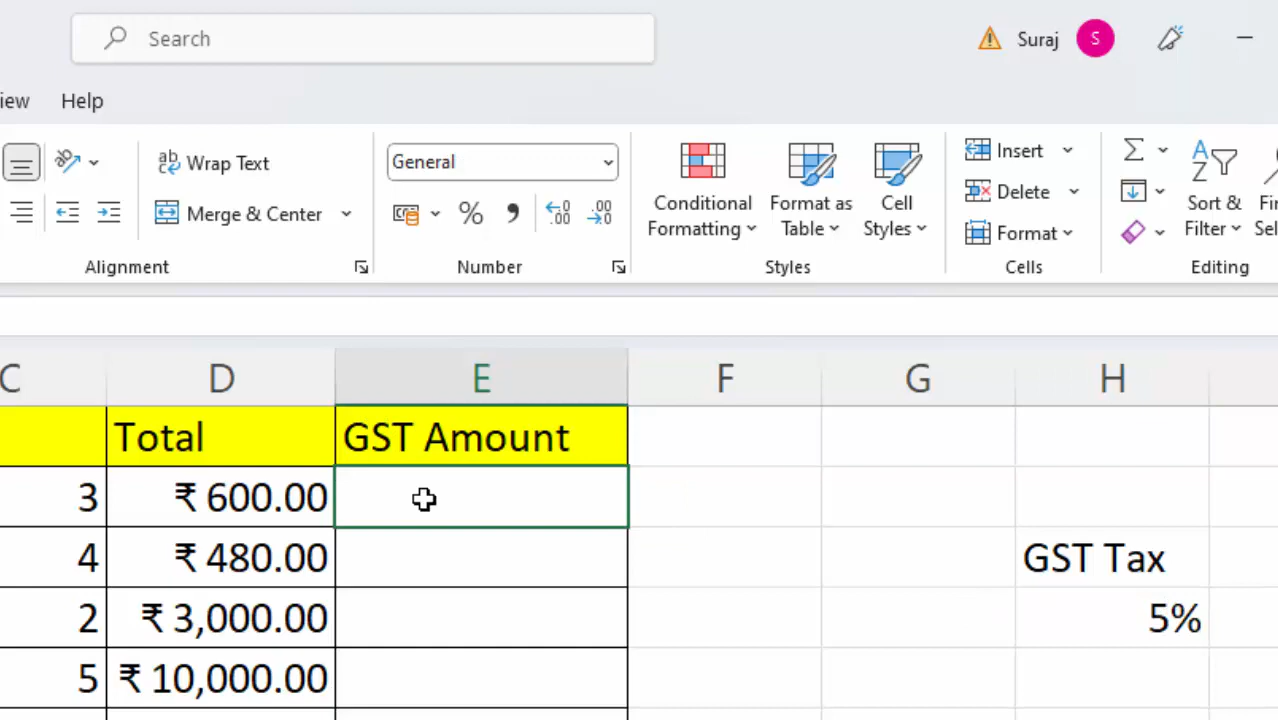 Search
Suraj
S
iew Help
Wrap Text
General
Insert
Conditional Formatting
Format as Table
Cell Styles
Delete
Sort & Filter
Merge & Center
%
Format
Alignment
Number
Styles
Cells
Editing
C D E F G H
Total GST Amount
3 ₹ 600.00
4 ₹ 480.00 GST Tax
2 ₹ 3,000.00 5%
5 ₹ 10,000.00